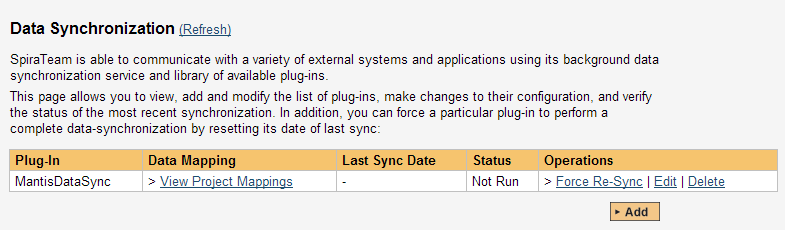 Data Synchronization (Refresh)
SpiraTeam is able to communicate with a variety of external systems and applications using its background data
synchronization service and library of available plug-ins.
This page allows you to view, add and modify the list of plug-ins, make changes to their configuration, and verify
the status of the most recent synchronization. In addition, you can force a particular plug-in to perform a
complete data-synchronization by resetting its date of last sync:
Plug-In Data Mapping Last Sync Date Status Operations
MantisDataSync > View Project Mappings - Not Run > Force Re-Sync | Edit | Delete
Add